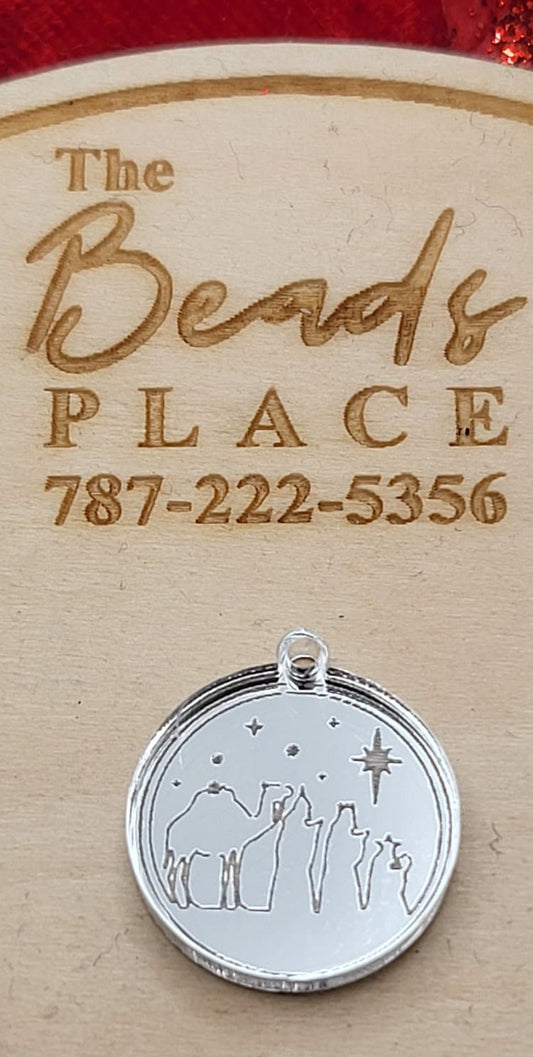 The
Beads
PLACE
787-222-5356